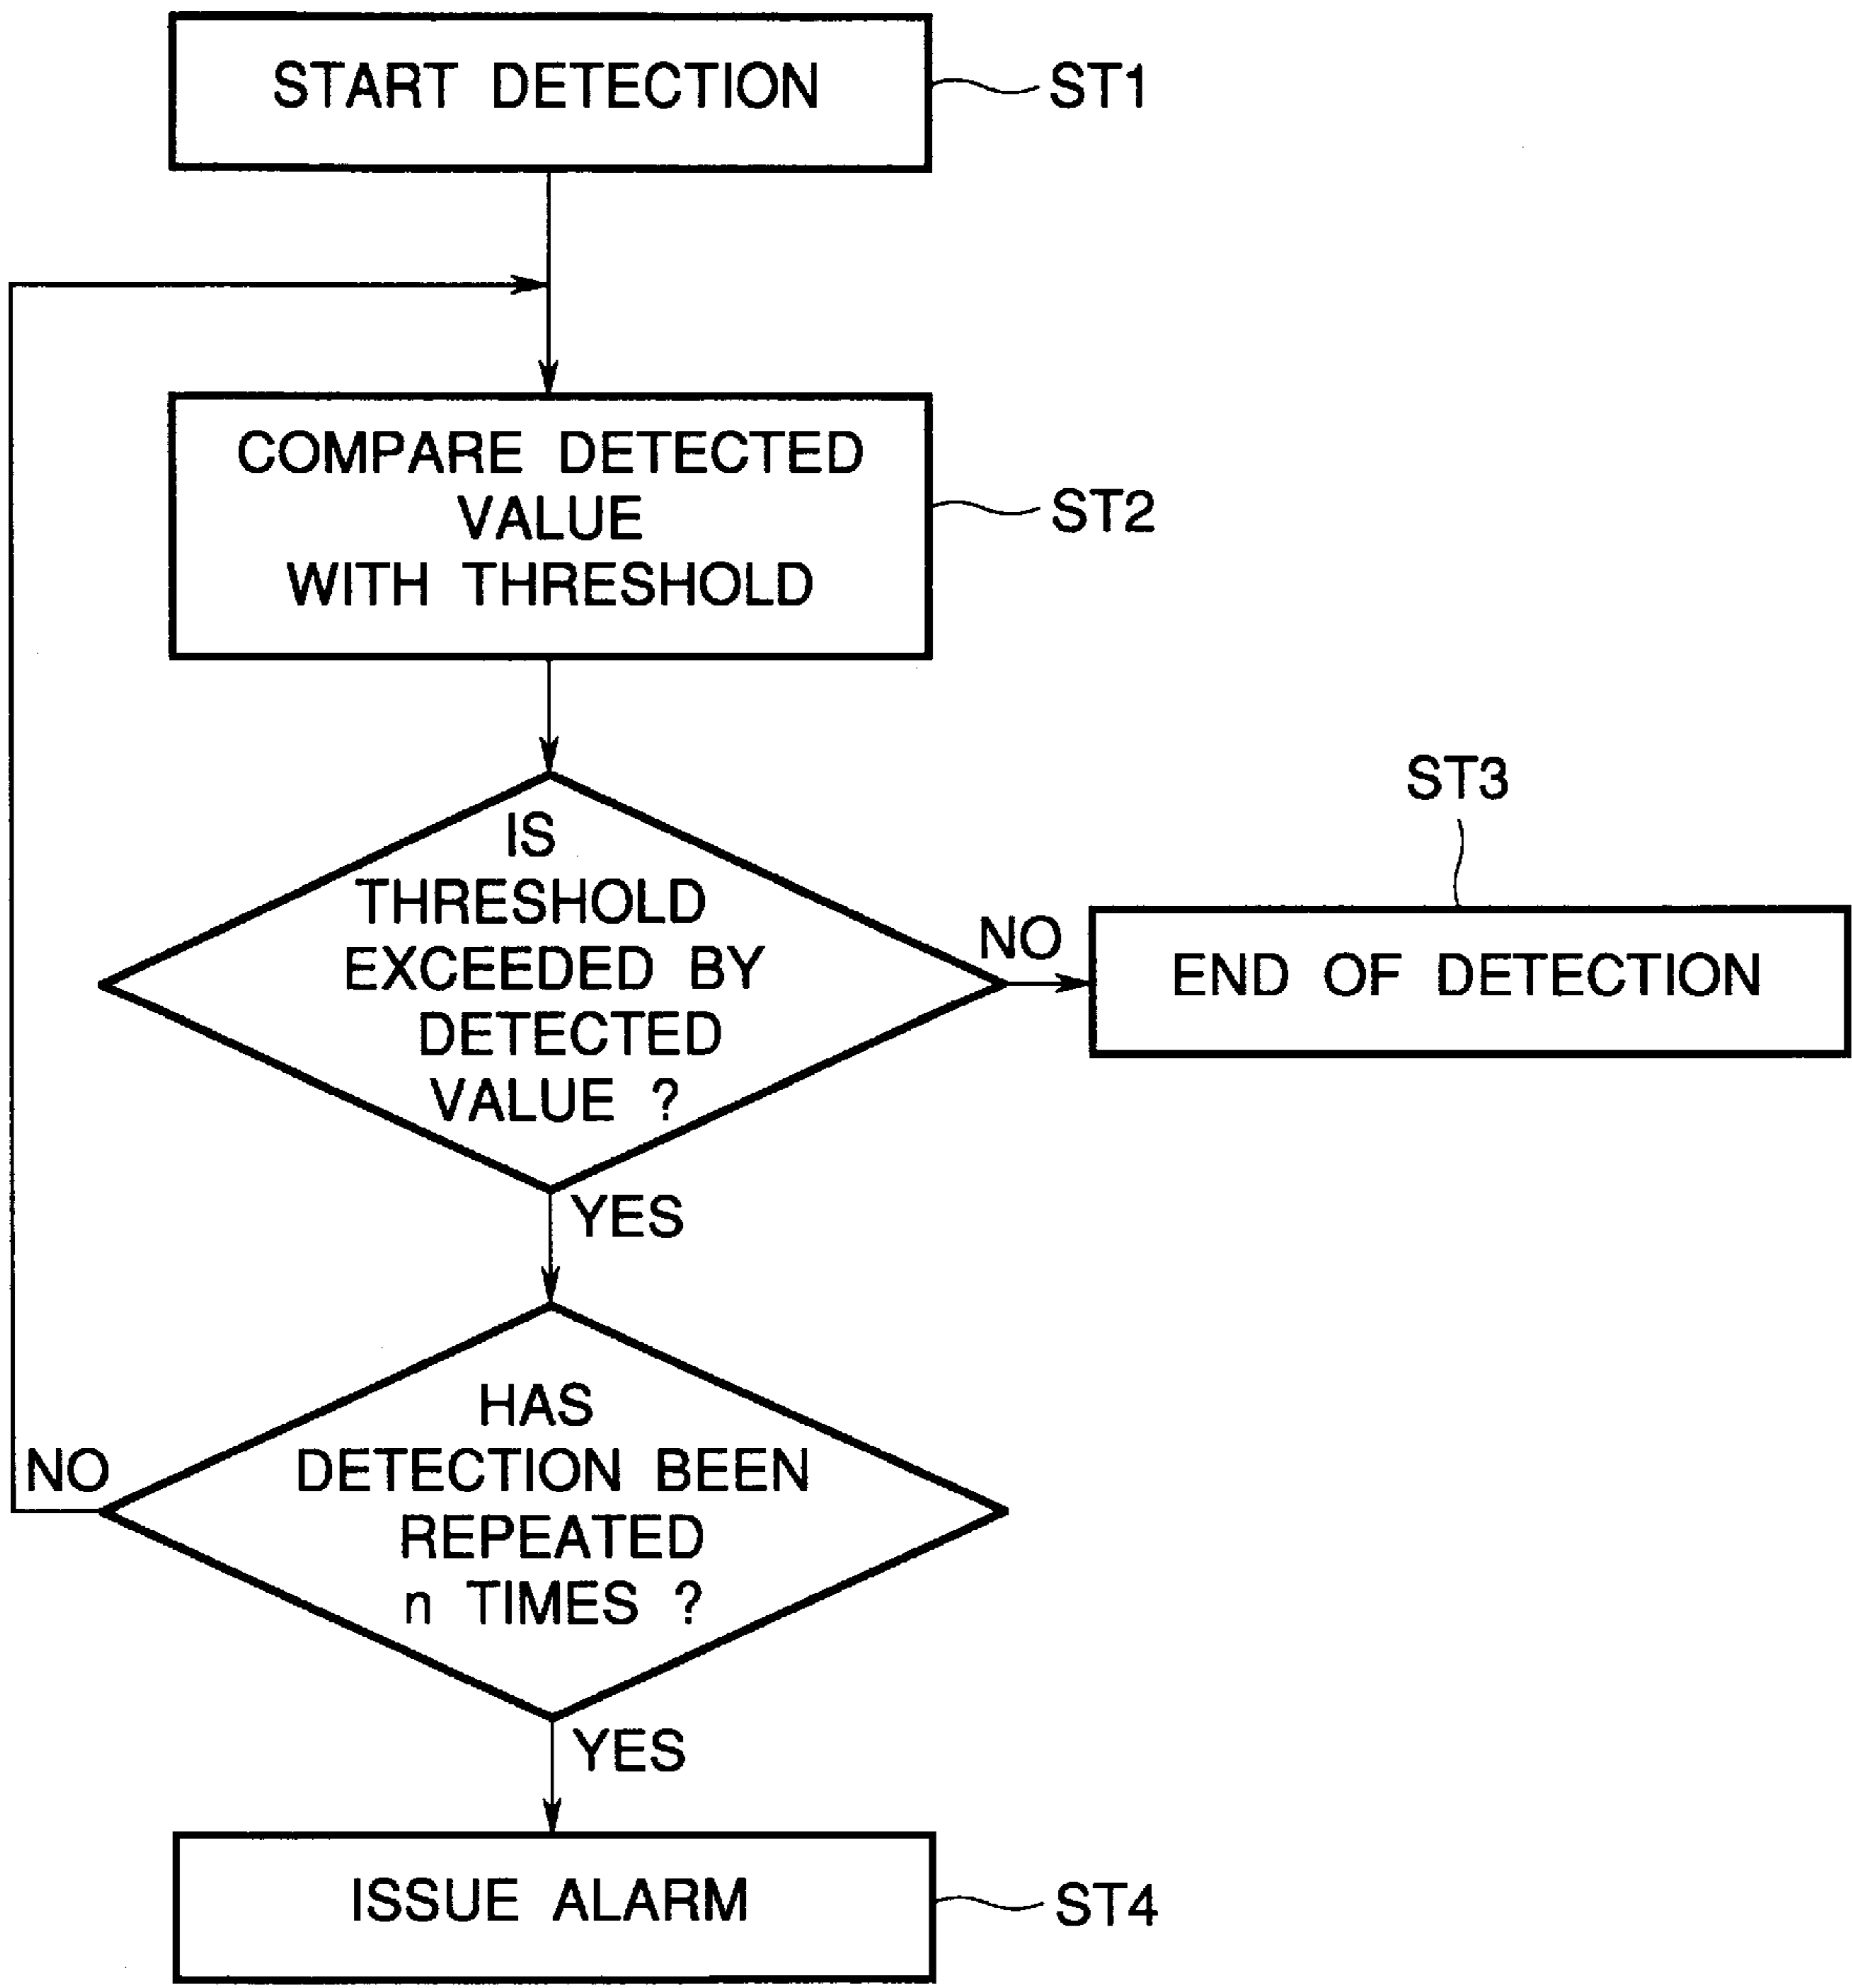 START DETECTION
ST1
COMPARE DETECTED
VALUE
WITH THRESHOLD
ST2
IS
THRESHOLD
EXCEEDED BY
DETECTED
VALUE ?
NO
ST3
END OF DETECTION
YES
HAS
DETECTION BEEN
REPEATED
n TIMES ?
NO
YES
ISSUE ALARM
ST4